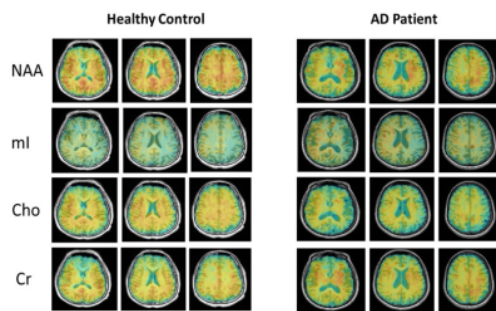 Healthy Control
AD Patient
NAA
mI
Cho
Cr